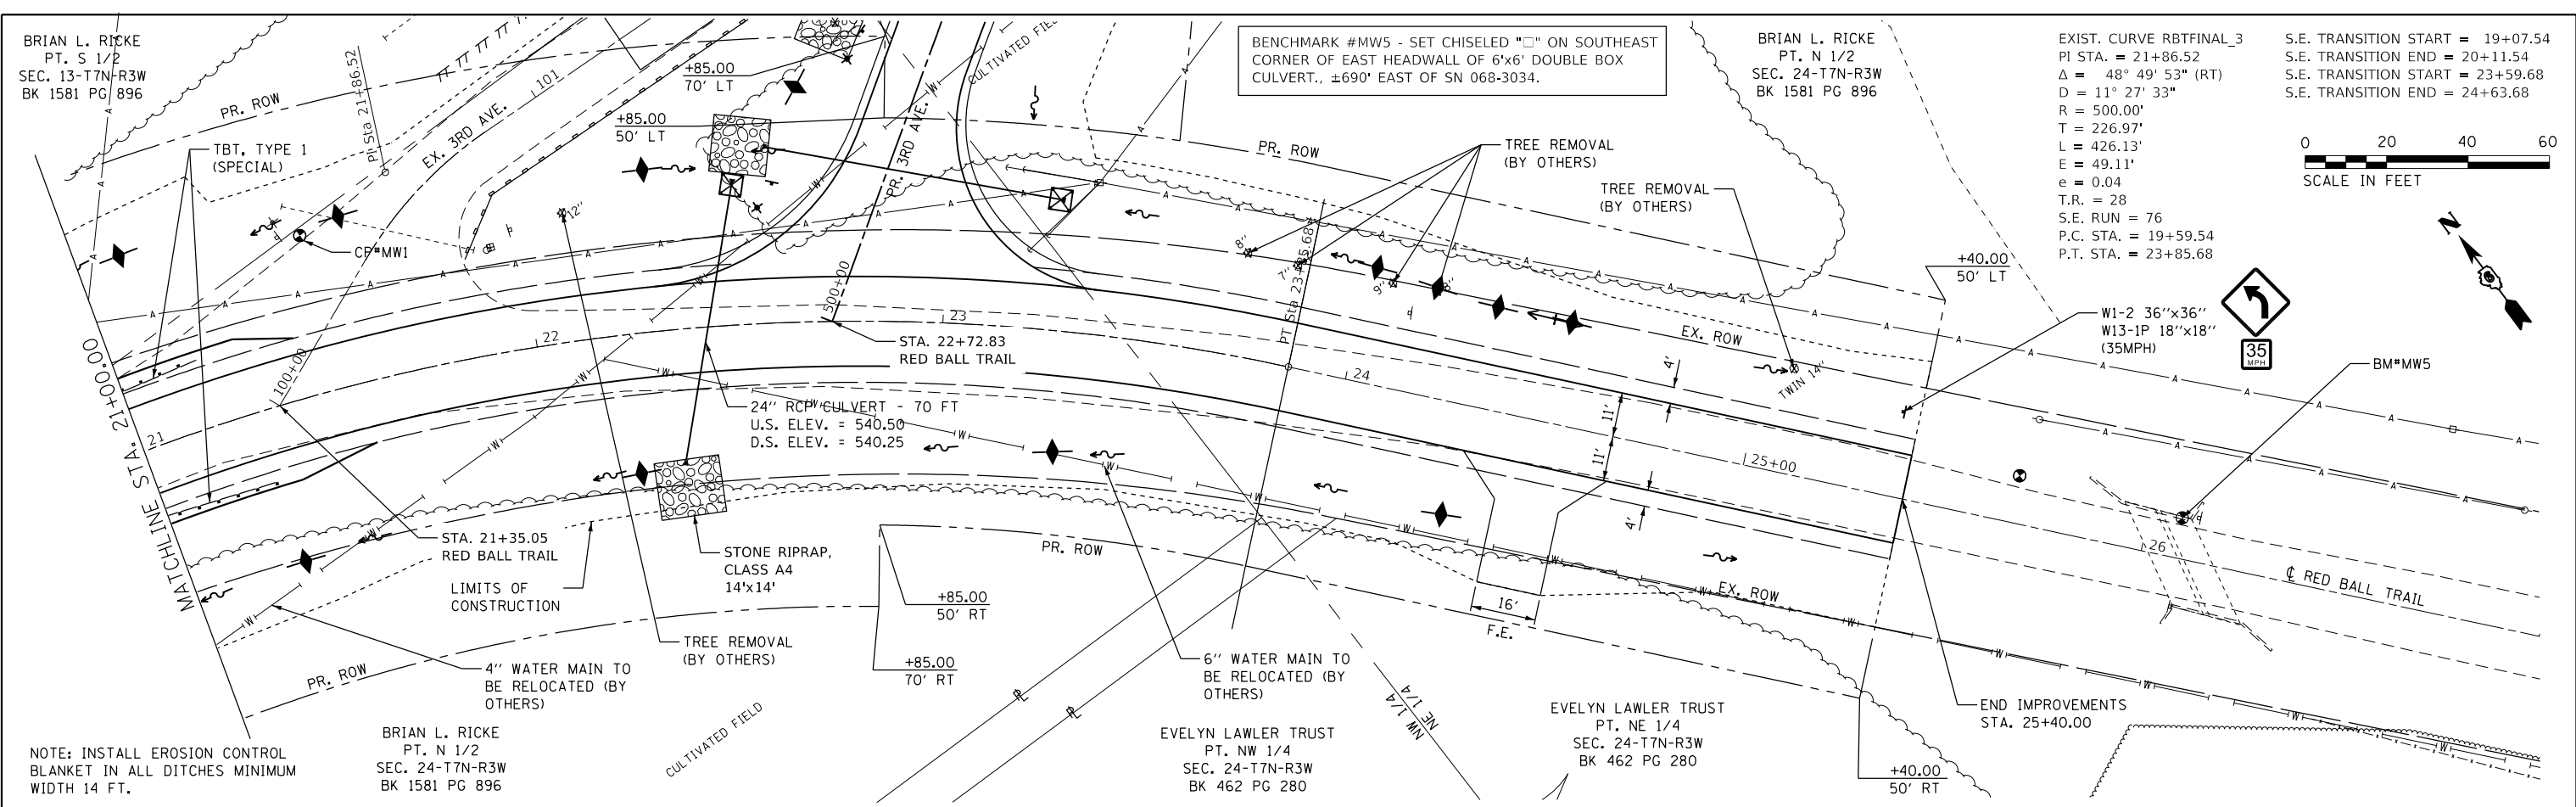 BRIAN L. RICKE
PT. S 1/2
SEC. 13-T7N-R3W
BK 1581 PG 896
PR. ROW
PI Sta 21+86.52
EX. 3RD AVE.
101
TBT, TYPE 1
(SPECIAL)
CP#MW1
12"
+85.00
70' LT
+85.00
50' LT
PR. 3RD AVE.
CULTIVATED FIELD
BENCHMARK #MW5 - SET CHISELED "□" ON SOUTHEAST
CORNER OF EAST HEADWALL OF 6'x6' DOUBLE BOX
CULVERT., ±690' EAST OF SN 068-3034.
PR. ROW
TREE REMOVAL
(BY OTHERS)
TREE REMOVAL
(BY OTHERS)
8"
7"
9"
8"
TWIN 14"
PT Sta 23+85.68
EX. ROW
BRIAN L. RICKE
PT. N 1/2
SEC. 24-T7N-R3W
BK 1581 PG 896
EXIST. CURVE RBTFINAL_3
PI STA. = 21+86.52
Δ = 48° 49' 53" (RT)
D = 11° 27' 33"
R = 500.00'
T = 226.97'
L = 426.13'
E = 49.11'
e = 0.04
T.R. = 28
S.E. RUN = 76
P.C. STA. = 19+59.54
P.T. STA. = 23+85.68
S.E. TRANSITION START = 19+07.54
S.E. TRANSITION END = 20+11.54
S.E. TRANSITION START = 23+59.68
S.E. TRANSITION END = 24+63.68
0 20 40 60
SCALE IN FEET
N
+40.00
50' LT
W1-2 36"x36"
W13-1P 18"x18"
(35MPH)
35
MPH
BM#MW5
MATCHLINE STA. 21+00.00
21
100+00
22
500+00
23
24
25+00
26
4'
11'
11'
4'
STA. 22+72.83
RED BALL TRAIL
24" RCP CULVERT - 70 FT
U.S. ELEV. = 540.50
D.S. ELEV. = 540.25
STA. 21+35.05
RED BALL TRAIL
LIMITS OF
CONSTRUCTION
STONE RIPRAP,
CLASS A4
14'x14'
PR. ROW
+85.00
50' RT
+85.00
70' RT
TREE REMOVAL
(BY OTHERS)
4" WATER MAIN TO
BE RELOCATED (BY
OTHERS)
PR. ROW
6" WATER MAIN TO
BE RELOCATED (BY
OTHERS)
16'
F.E.
EX. ROW
℄ RED BALL TRAIL
END IMPROVEMENTS
STA. 25+40.00
+40.00
50' RT
NW 1/4
NE 1/4
EVELYN LAWLER TRUST
PT. NE 1/4
SEC. 24-T7N-R3W
BK 462 PG 280
EVELYN LAWLER TRUST
PT. NW 1/4
SEC. 24-T7N-R3W
BK 462 PG 280
CULTIVATED FIELD
BRIAN L. RICKE
PT. N 1/2
SEC. 24-T7N-R3W
BK 1581 PG 896
NOTE: INSTALL EROSION CONTROL
BLANKET IN ALL DITCHES MINIMUM
WIDTH 14 FT.